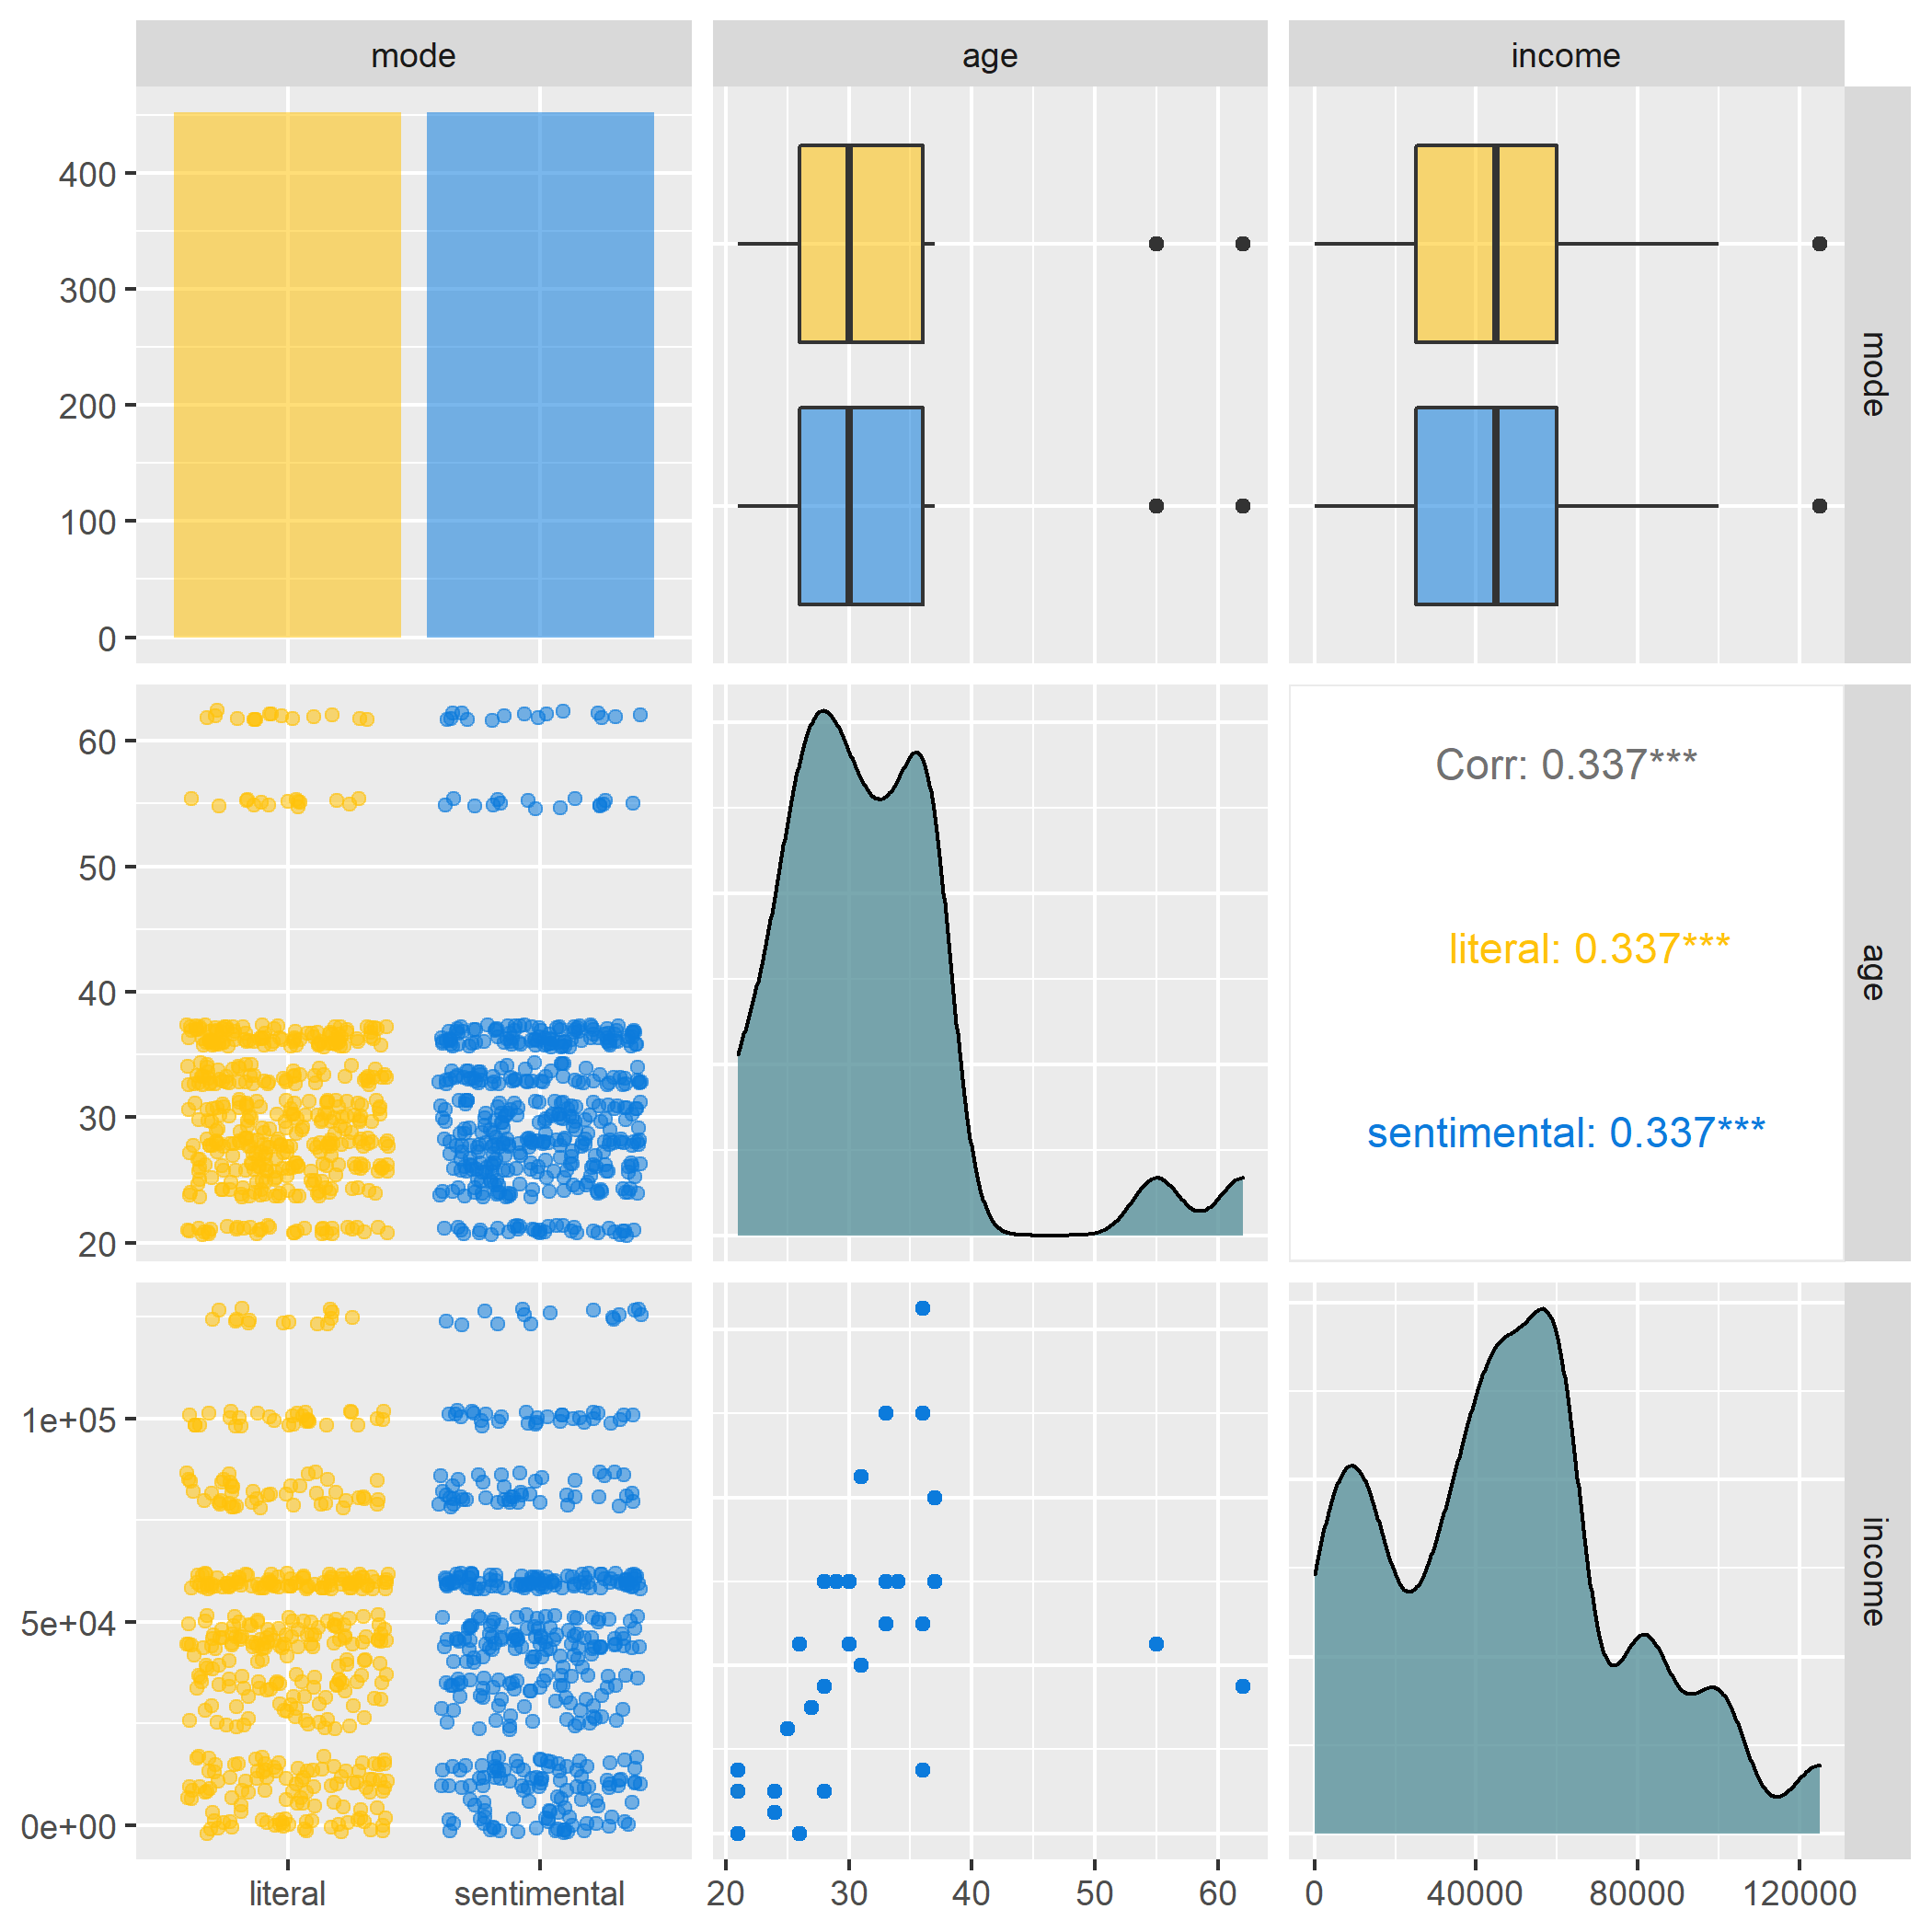 mode
age
income
400
300
200
100
0
mode
60
50
40
30
20
Corr: 0.337***
literal: 0.337***
sentimental: 0.337***
age
1e+05
5e+04
0e+00
income
literal
sentimental
20
30
40
50
60
0
40000
80000
120000